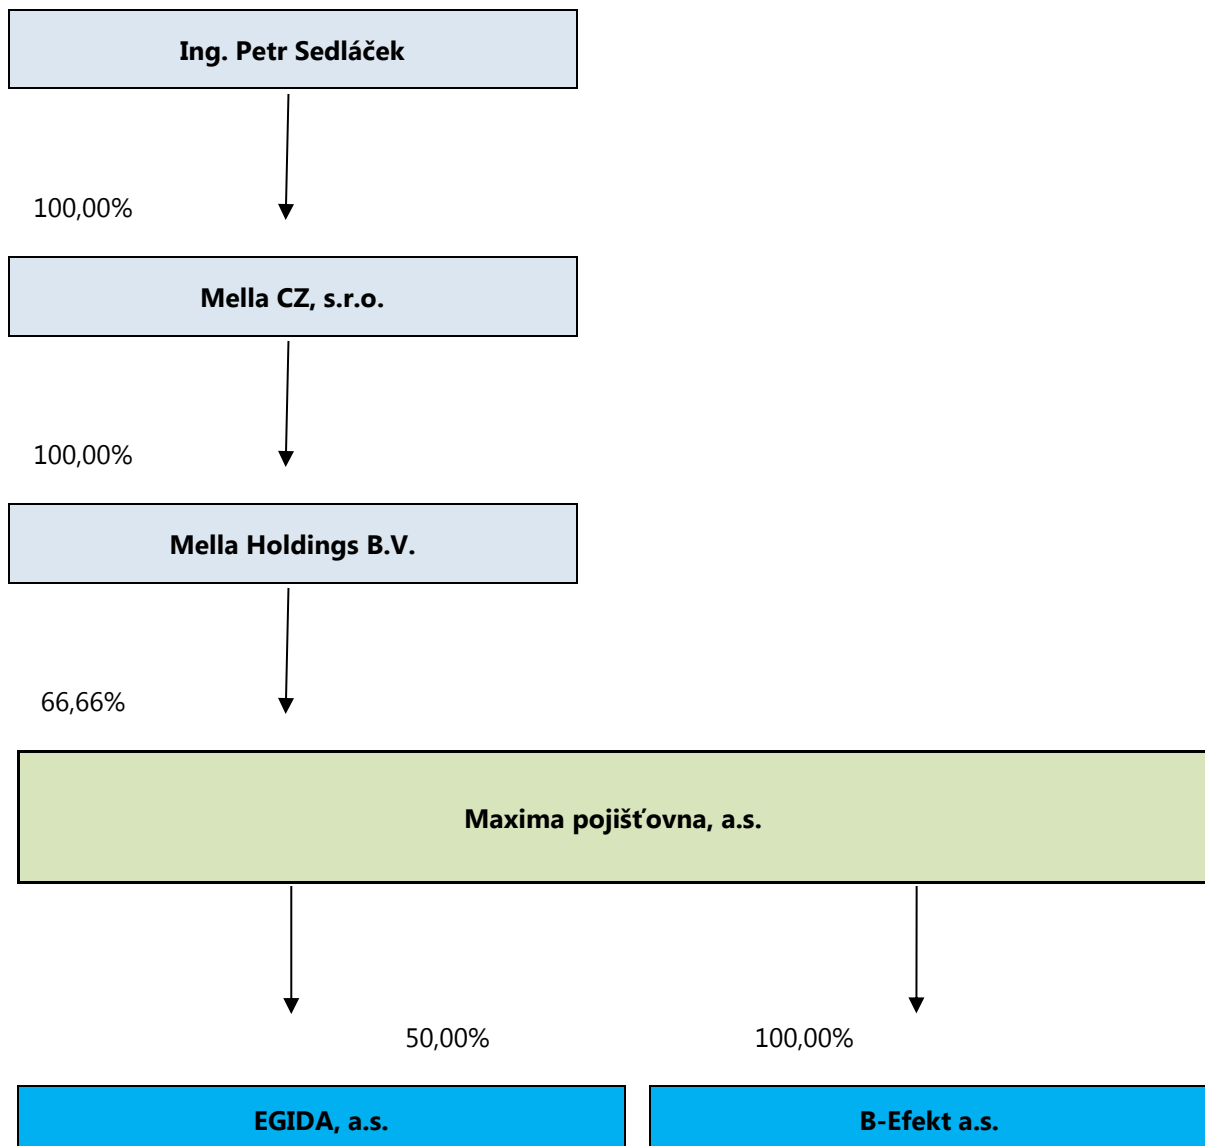 Ing. Petr Sedláček
100,00%
Mella CZ, s.r.o.
100,00%
Mella Holdings B.V.
66,66%
Maxima pojišťovna, a.s.
50,00%
100,00%
EGIDA, a.s.
B-Efekt a.s.